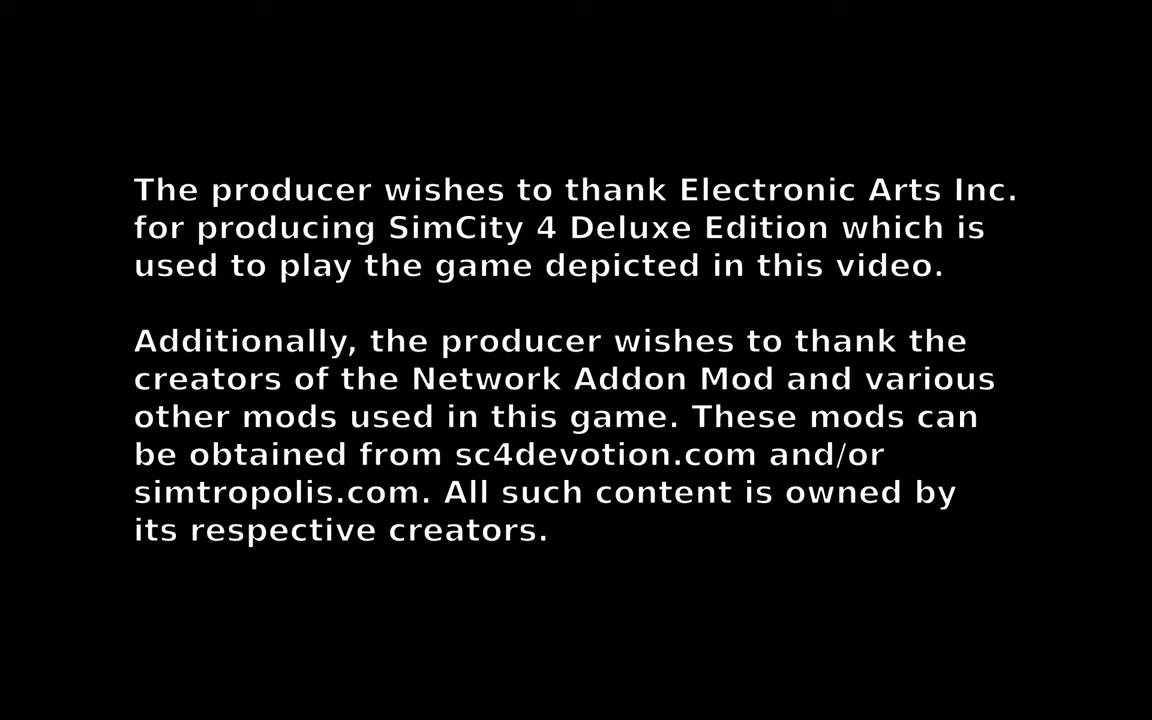 The producer wishes to thank Electronic Arts Inc.
for producing SimCity 4 Deluxe Edition which is
used to play the game depicted in this video.
Additionally, the producer wishes to thank the
creators of the Network Addon Mod and various
other mods used in this game. These mods can
be obtained from sc4devotion.com and/or
simtropolis.com. All such content is owned by
its respective creators.